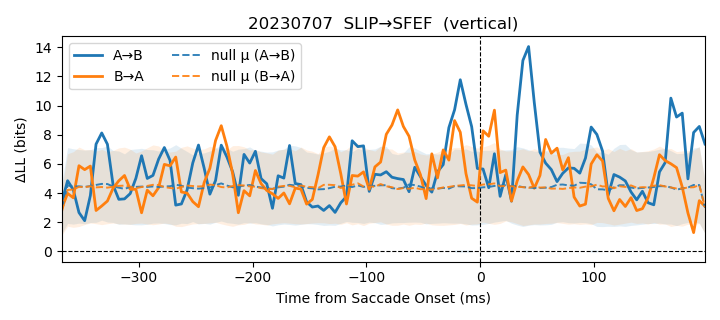 20230707  SLIP→SFEF  (vertical)
A→B
B→A
null μ (A→B)
null μ (B→A)
ΔLL (bits)
14
12
10
8
6
4
2
0
−300
−200
−100
0
100
Time from Saccade Onset (ms)